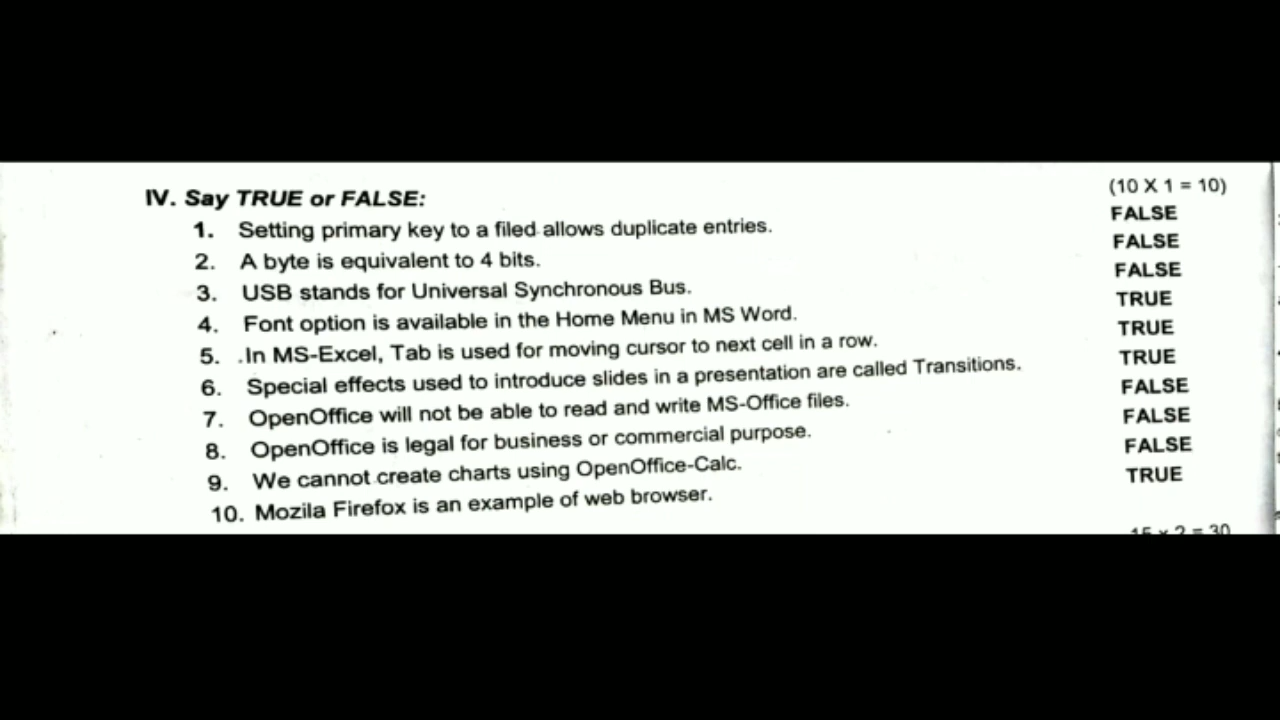 IV. Say TRUE or FALSE: (10 X 1 = 10)
1. Setting primary key to a filed allows duplicate entries. FALSE
2. A byte is equivalent to 4 bits. FALSE
3. USB stands for Universal Synchronous Bus. FALSE
4. Font option is available in the Home Menu in MS Word. TRUE
5. .In MS-Excel, Tab is used for moving cursor to next cell in a row. TRUE
6. Special effects used to introduce slides in a presentation are called Transitions. TRUE
7. OpenOffice will not be able to read and write MS-Office files. FALSE
8. OpenOffice is legal for business or commercial purpose. FALSE
9. We cannot create charts using OpenOffice-Calc. FALSE
10. Mozila Firefox is an example of web browser. TRUE
15 x 2 = 30